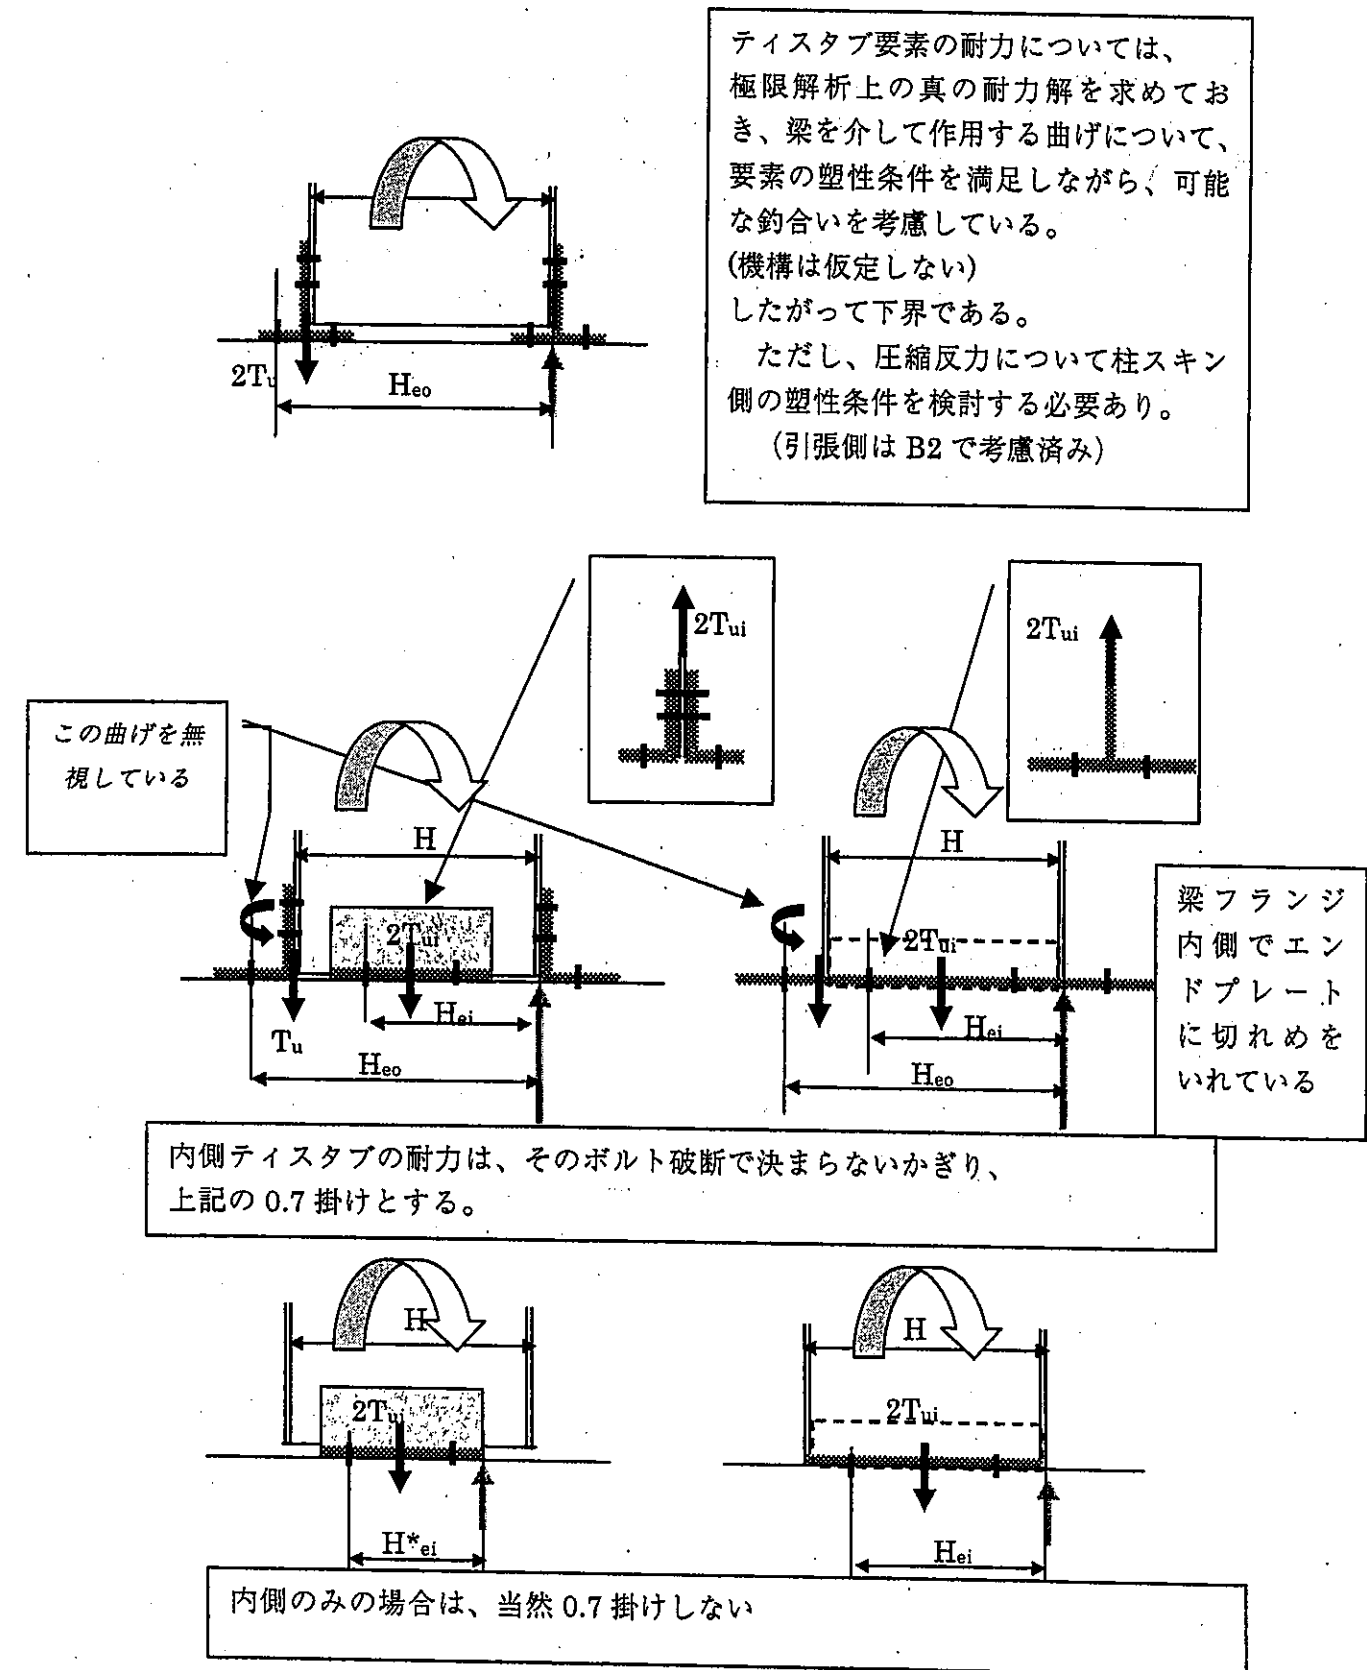 ティスタブ要素の耐力については、
極限解析上の真の耐力解を求めてお
き、梁を介して作用する曲げについて、
要素の塑性条件を満足しながら、可能
な釣合いを考慮している。
(機構は仮定しない)
したがって下界である。
ただし、圧縮反力について柱スキン
側の塑性条件を検討する必要あり。
(引張側は B2 で考慮済み)
2Tu
Heo
2Tui
2Tui
この曲げを無
視している
H
2Tui
Hei
Tu
Heo
H
2Tui
Hei
Heo
梁フランジ
内側でエン
ドプレート
に切れめを
いれている
内側ティスタブの耐力は、そのボルト破断で決まらないかぎり、
上記の 0.7 掛けとする。
H
2Tui
H*ei
H
2Tui
Hei
内側のみの場合は、当然 0.7 掛けしない